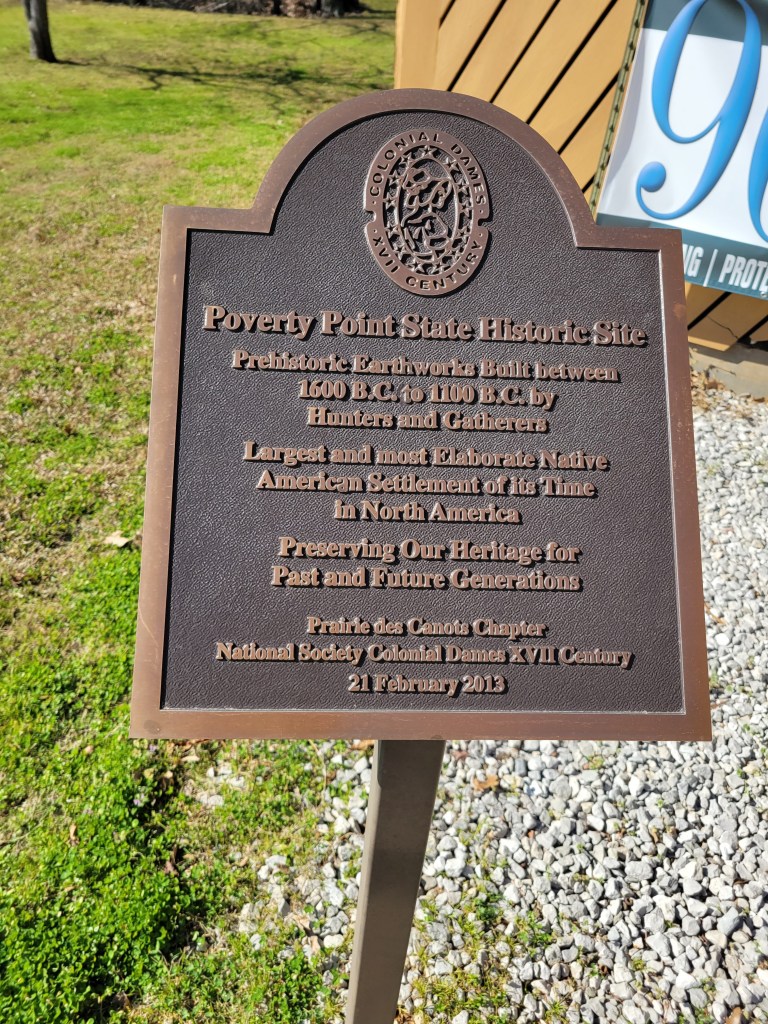 COLONIAL DAMES
XVII CENTURY
Poverty Point State Historic Site
Prehistoric Earthworks Built between
1600 B.C. to 1100 B.C. by
Hunters and Gatherers
Largest and most Elaborate Native
American Settlement of its Time
in North America
Preserving Our Heritage for
Past and Future Generations
Prairie des Canots Chapter
National Society Colonial Dames XVII Century
21 February 2013
9